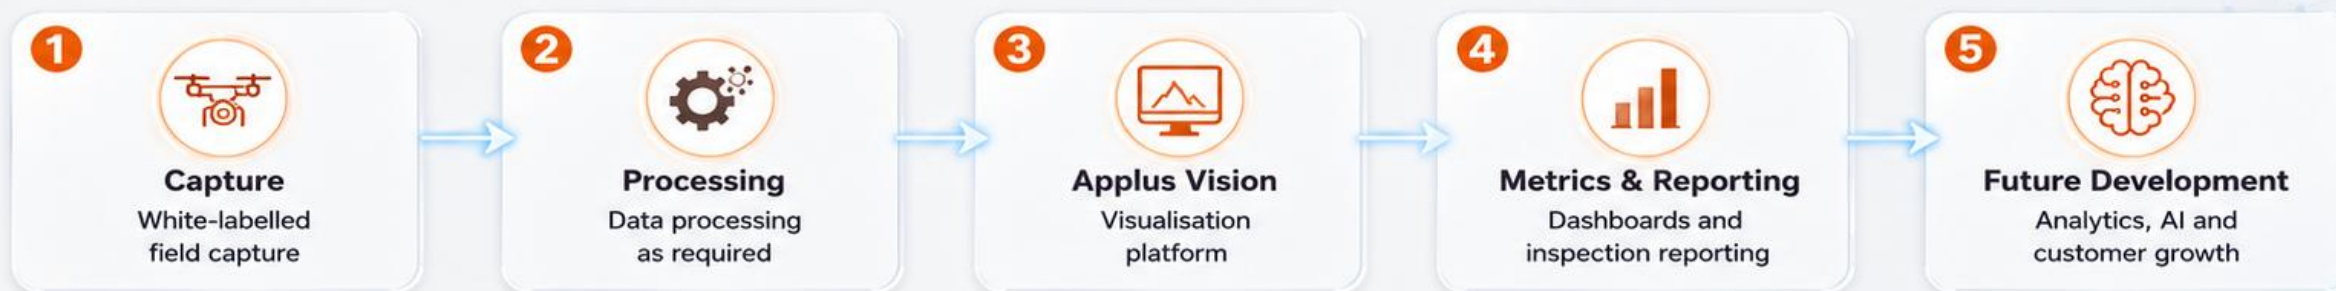 1
Capture
White-labelled
field capture
2
Processing
Data processing
as required
3
Applus Vision
Visualisation
platform
4
Metrics & Reporting
Dashboards and
inspection reporting
5
Future Development
Analytics, AI and
customer growth